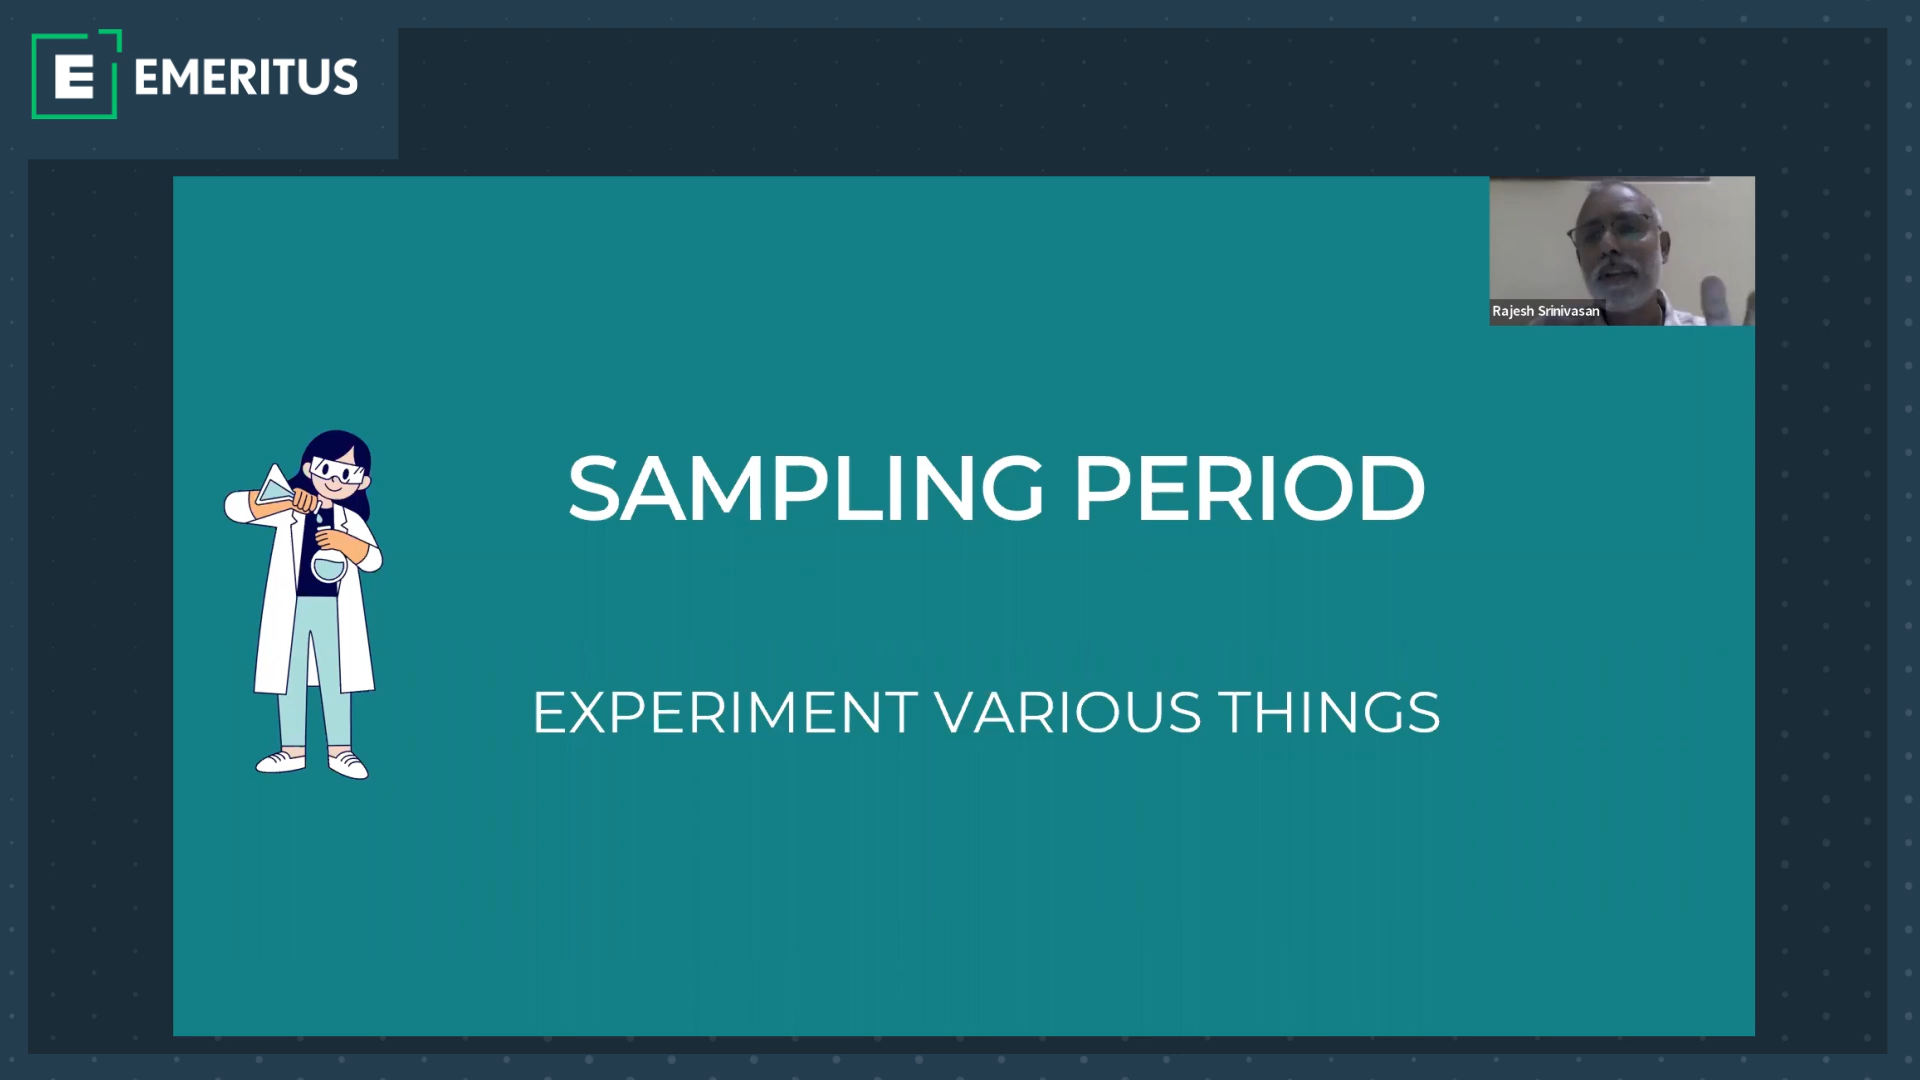 E EMERITUS
Rajesh Srinivasan
SAMPLING PERIOD
EXPERIMENT VARIOUS THINGS